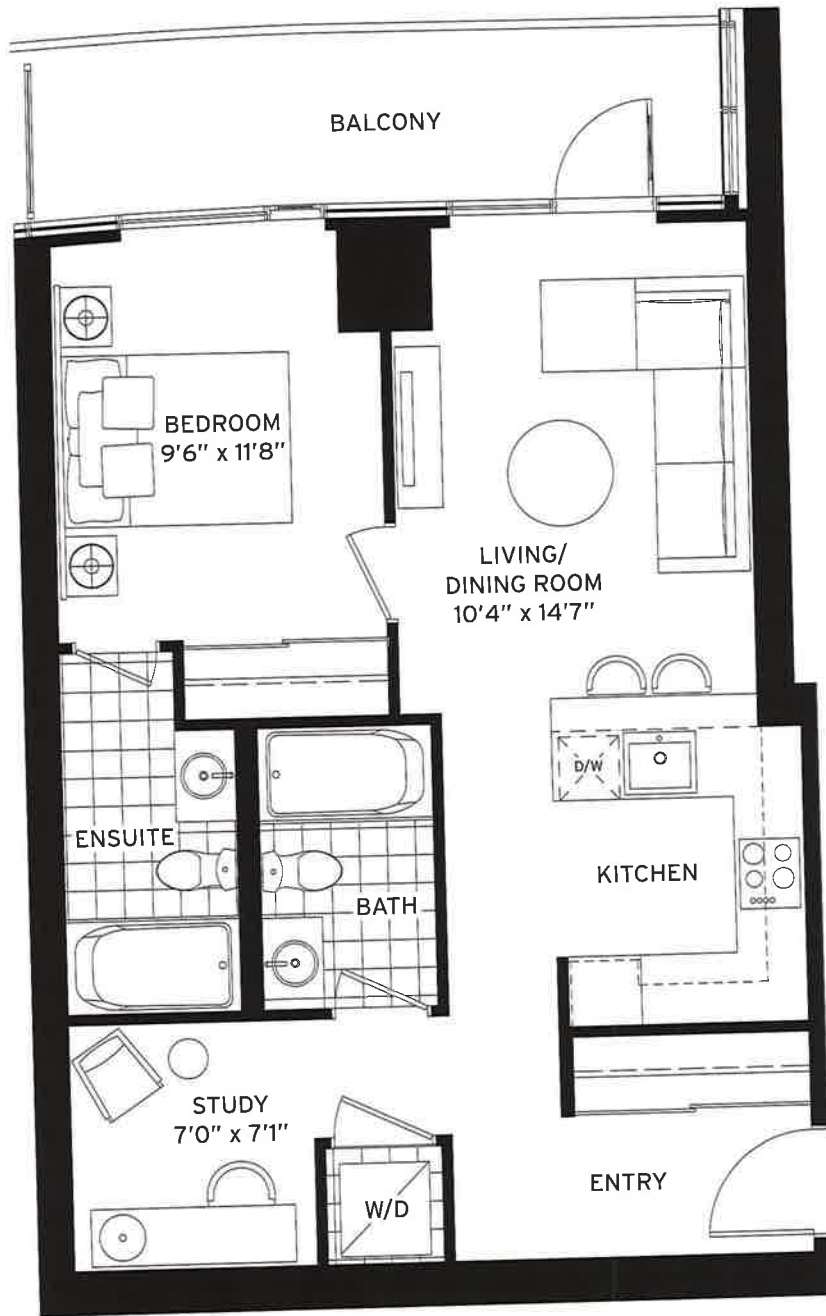 BALCONY
BEDROOM
9'6" x 11'8"
LIVING/
DINING ROOM
10'4" x 14'7"
D/W
ENSUITE
KITCHEN
BATH
STUDY
7'0" x 7'1"
W/D
ENTRY